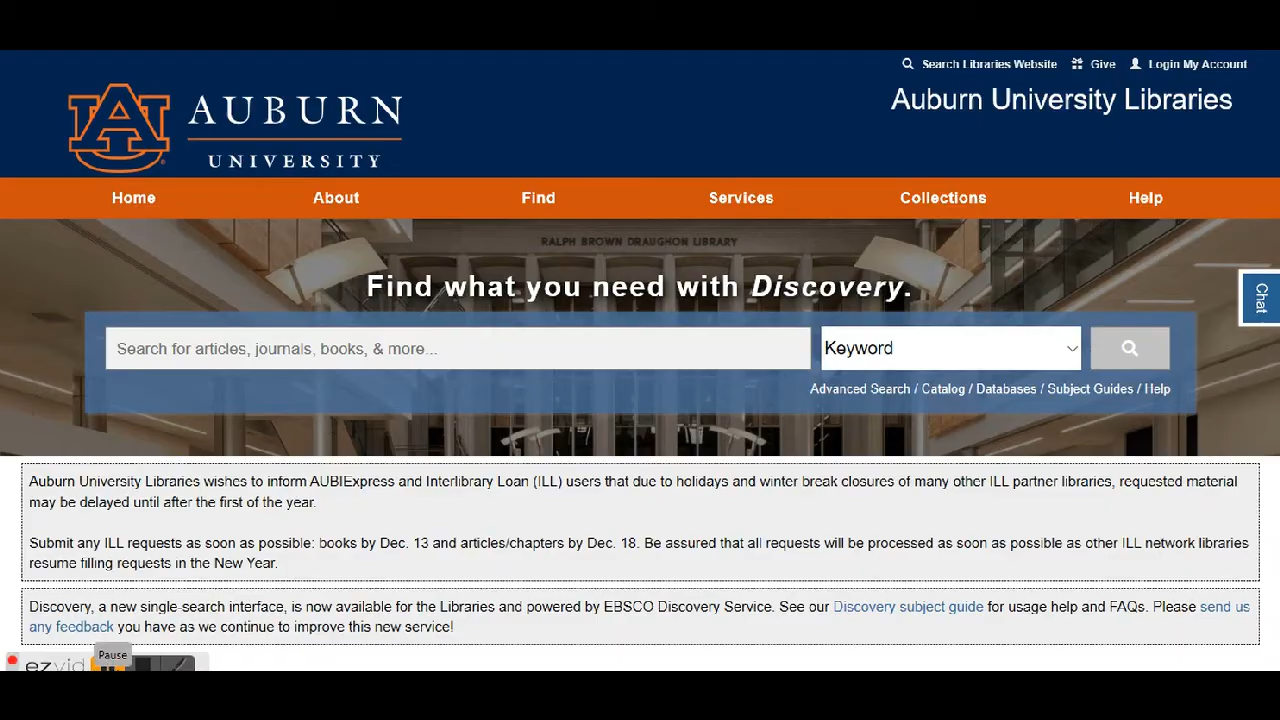 Search Libraries Website Give Login My Account
Auburn University Libraries
AUBURN
UNIVERSITY
Home About Find Services Collections Help
RALPH BROWN DRAUGHON LIBRARY
Find what you need with Discovery.
Chat
Search for articles, journals, books, & more... Keyword
Advanced Search / Catalog / Databases / Subject Guides / Help
Auburn University Libraries wishes to inform AUBIExpress and Interlibrary Loan (ILL) users that due to holidays and winter break closures of many other ILL partner libraries, requested material
may be delayed until after the first of the year.
Submit any ILL requests as soon as possible: books by Dec. 13 and articles/chapters by Dec. 18. Be assured that all requests will be processed as soon as possible as other ILL network libraries
resume filling requests in the New Year.
Discovery, a new single-search interface, is now available for the Libraries and powered by EBSCO Discovery Service. See our Discovery subject guide for usage help and FAQs. Please send us
any feedback you have as we continue to improve this new service!
Pause
ezvid